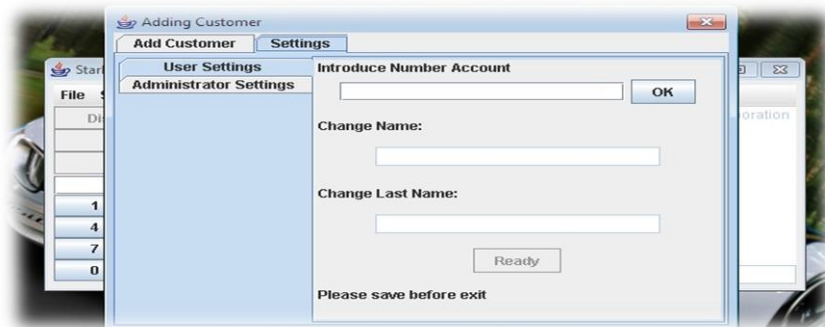 Adding Customer
Add Customer Settings
User Settings
Administrator Settings
Introduce Number Account
OK
Change Name:
Change Last Name:
Ready
Please save before exit
File
1
4
7
0